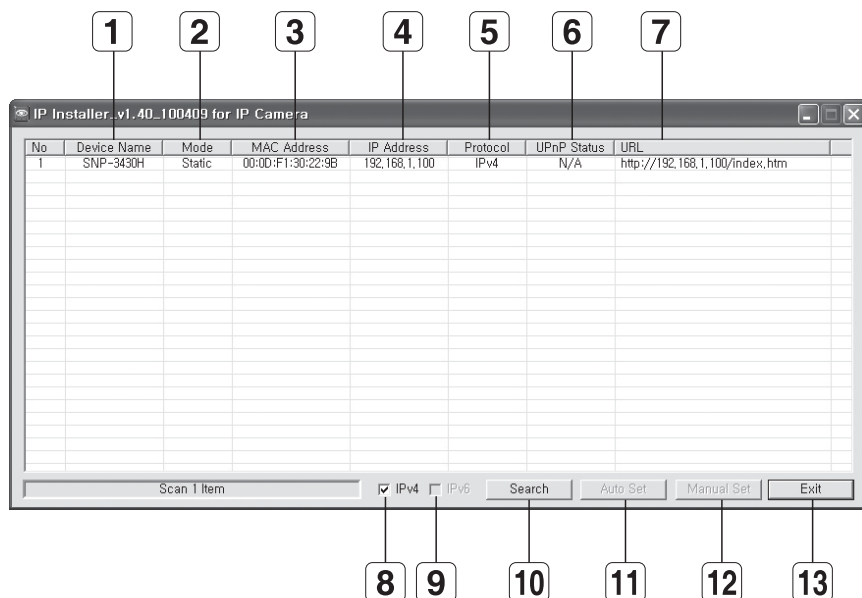 1 2 3 4 5 6 7
IP Installer_v1.40_100409 for IP Camera
No Device Name Mode MAC Address IP Address Protocol UPnP Status URL
1 SNP-3430H Static 00:0D:F1:30:22:9B 192,168,1,100 IPv4 N/A http://192,168,1,100/index,htm
Scan 1 Item IPv4 IPv6 Search Auto Set Manual Set Exit
8 9 10 11 12 13